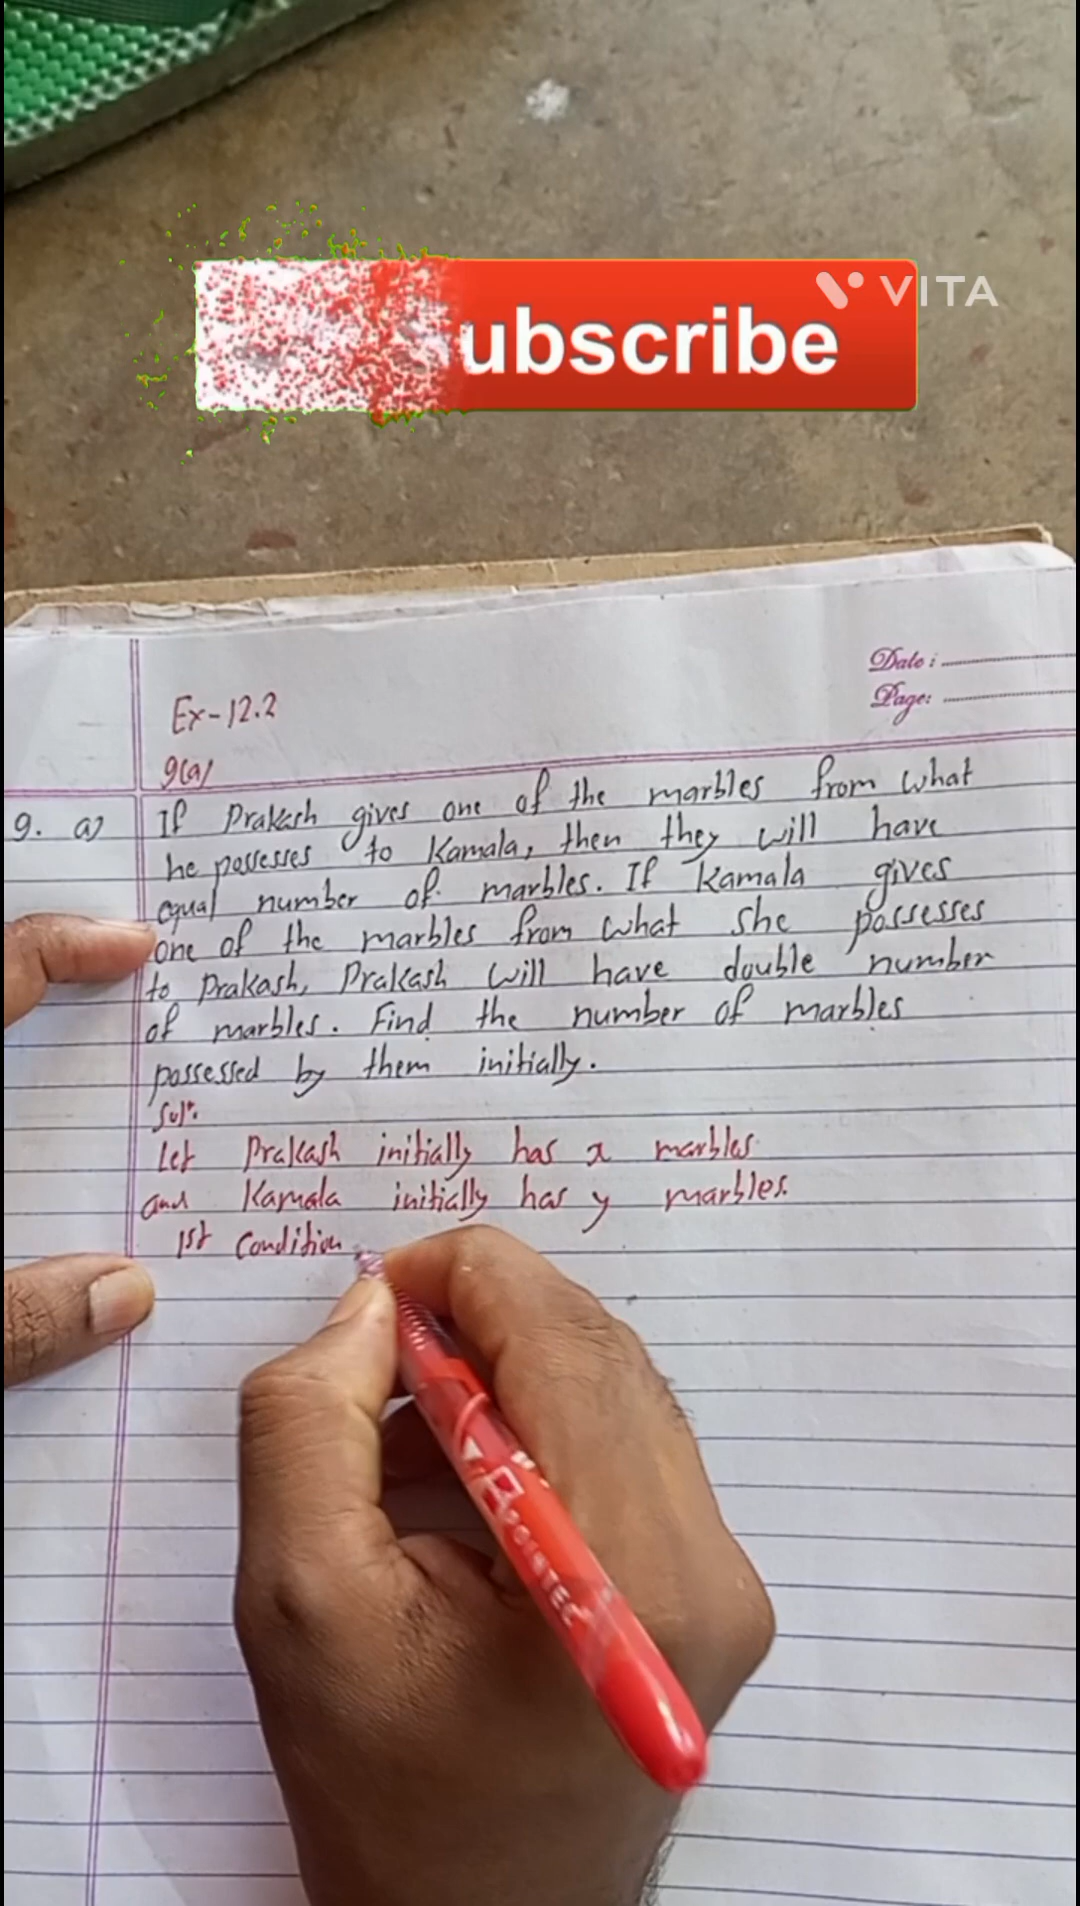 ubscribe
VITA
Date:
Page:
Ex-12.2
9(a)
9. a) If Prakash gives one of the marbles from what
he possesses to Kamala, then they will have
equal number of marbles. If Kamala gives
one of the marbles from what she possesses
to Prakash, Prakash will have double number
of marbles. Find the number of marbles
possessed by them initially.
Solⁿ.
Let Prakash initially has x marbles
and Kamala initially has y marbles.
1st Condition